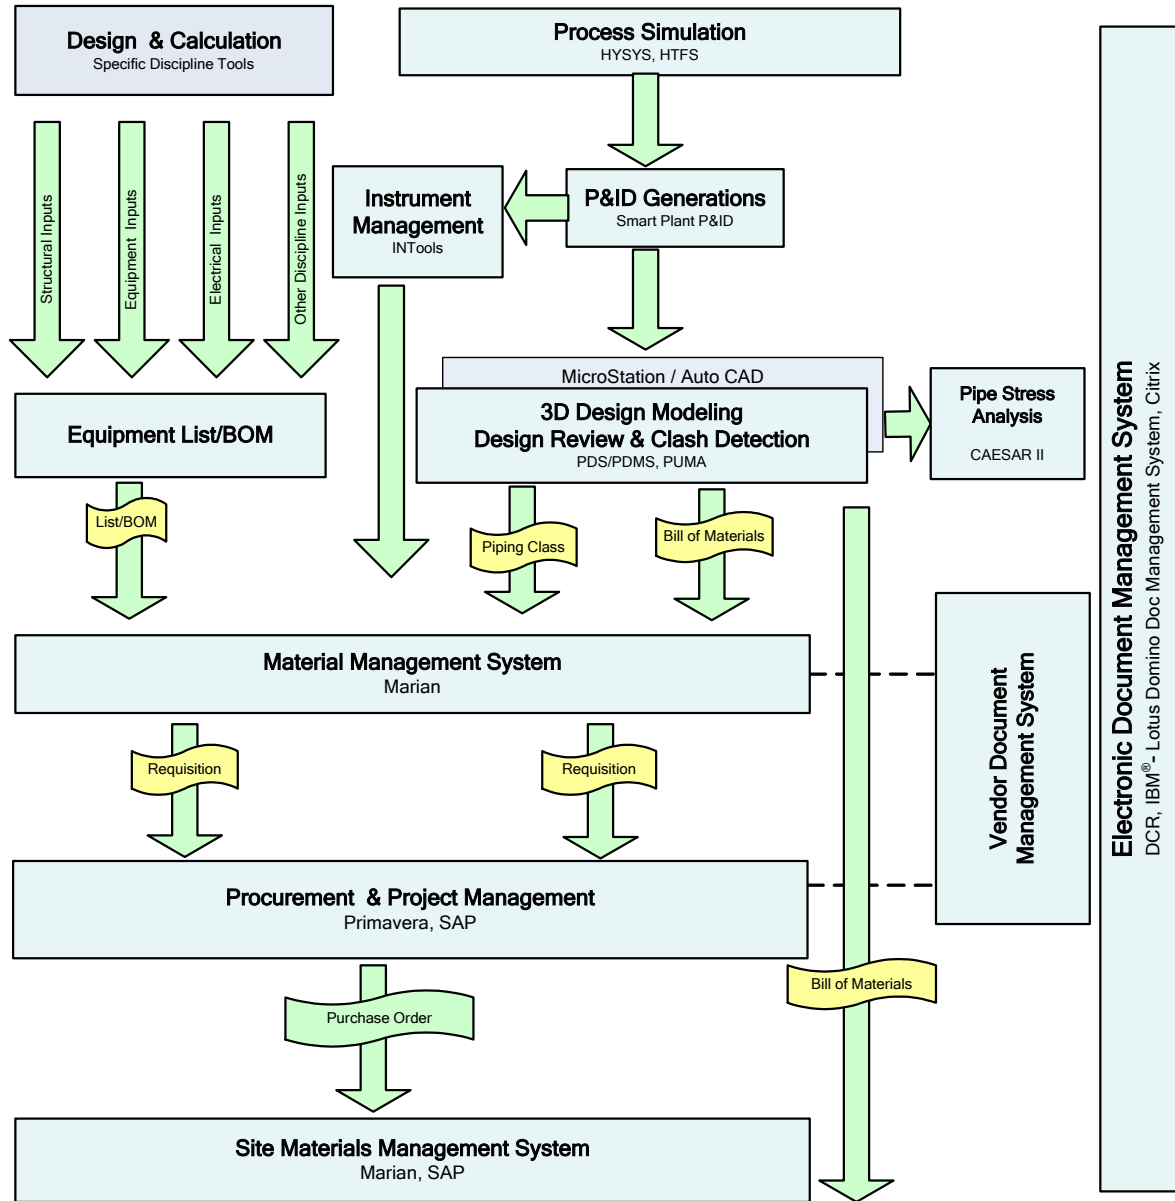 Design & Calculation
Specific Discipline Tools
Process Simulation
HYSYS, HTFS
Structural Inputs
Equipment Inputs
Electrical Inputs
Other Discipline Inputs
Instrument
Management
INTools
P&ID Generations
Smart Plant P&ID
MicroStation / Auto CAD
3D Design Modeling
Design Review & Clash Detection
PDS/PDMS, PUMA
Pipe Stress
Analysis
CAESAR II
Equipment List/BOM
List/BOM
Piping Class
Bill of Materials
Material Management System
Marian
Requisition
Requisition
Vendor Document
Management System
Procurement & Project Management
Primavera, SAP
Purchase Order
Bill of Materials
Site Materials Management System
Marian, SAP
Electronic Document Management System
DCR, IBM®- Lotus Domino Doc Management System, Citrix